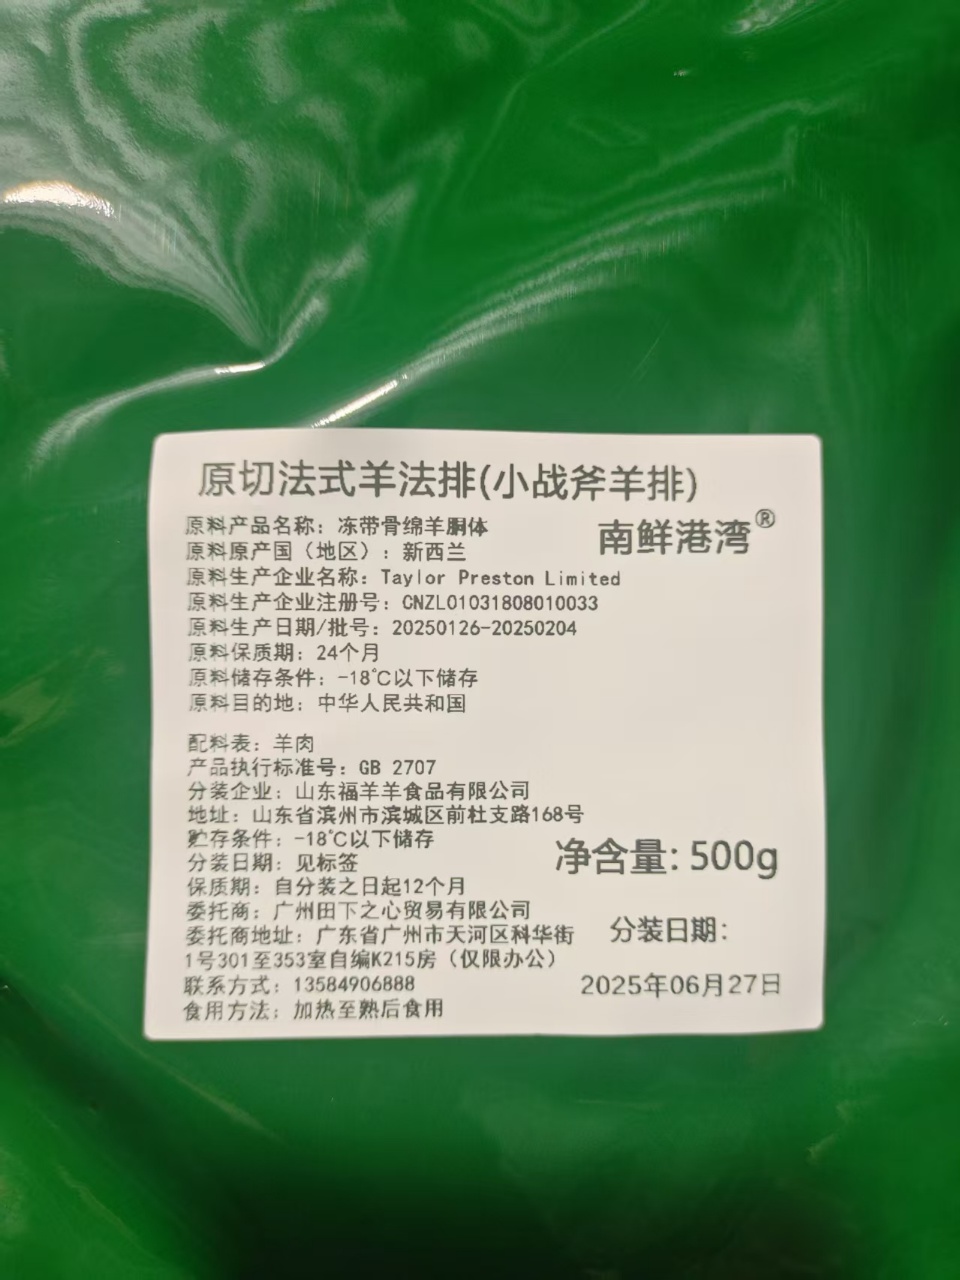 原切法式羊法排(小战斧羊排)
原料产品名称：冻带骨绵羊胴体
南鲜港湾®
原料原产国（地区）：新西兰
原料生产企业名称：Taylor Preston Limited
原料生产企业注册号：CNZL01031808010033
原料生产日期/批号：20250126-20250204
原料保质期：24个月
原料储存条件：-18℃以下储存
原料目的地：中华人民共和国
配料表：羊肉
产品执行标准号：GB 2707
分装企业：山东福羊羊食品有限公司
地址：山东省滨州市滨城区前杜支路168号
贮存条件：-18℃以下储存
净含量: 500g
分装日期：见标签
保质期：自分装之日起12个月
委托商：广州田下之心贸易有限公司
委托商地址：广东省广州市天河区科华街
1号301至353室自编K215房（仅限办公）
分装日期：
联系方式：13584906888
2025年06月27日
食用方法：加热至熟后食用